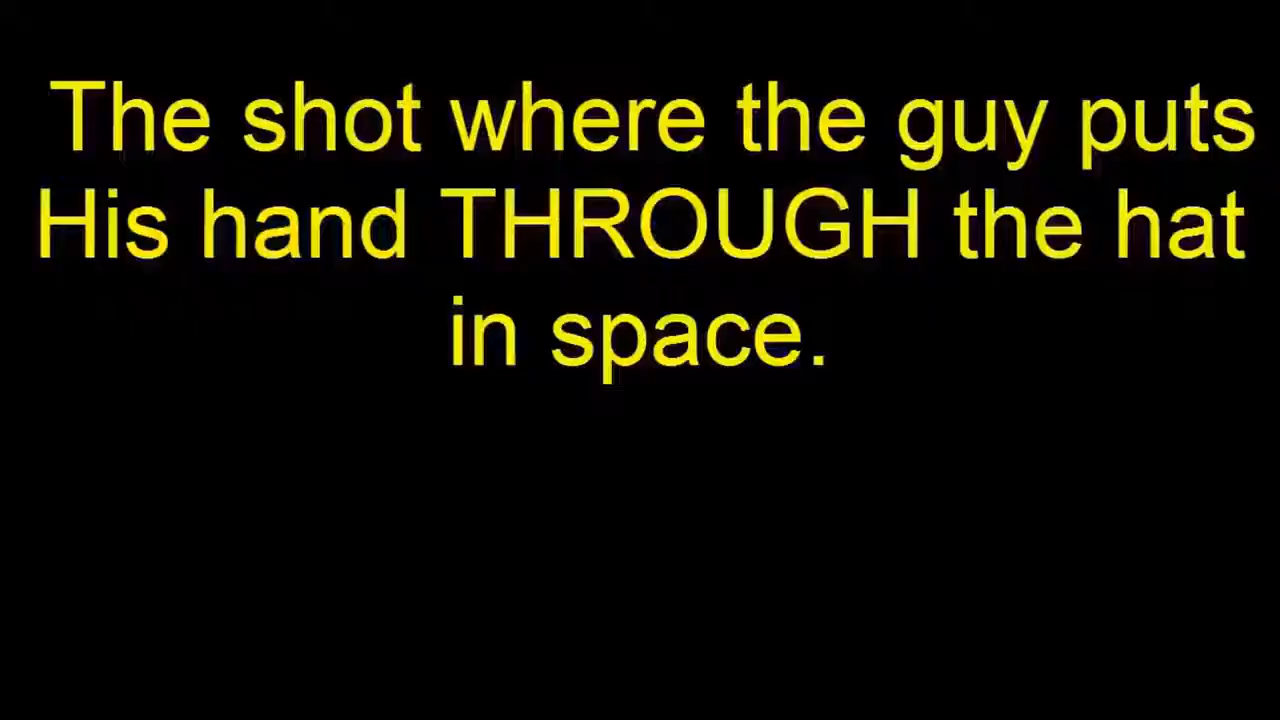 The shot where the guy puts
His hand THROUGH the hat
in space.